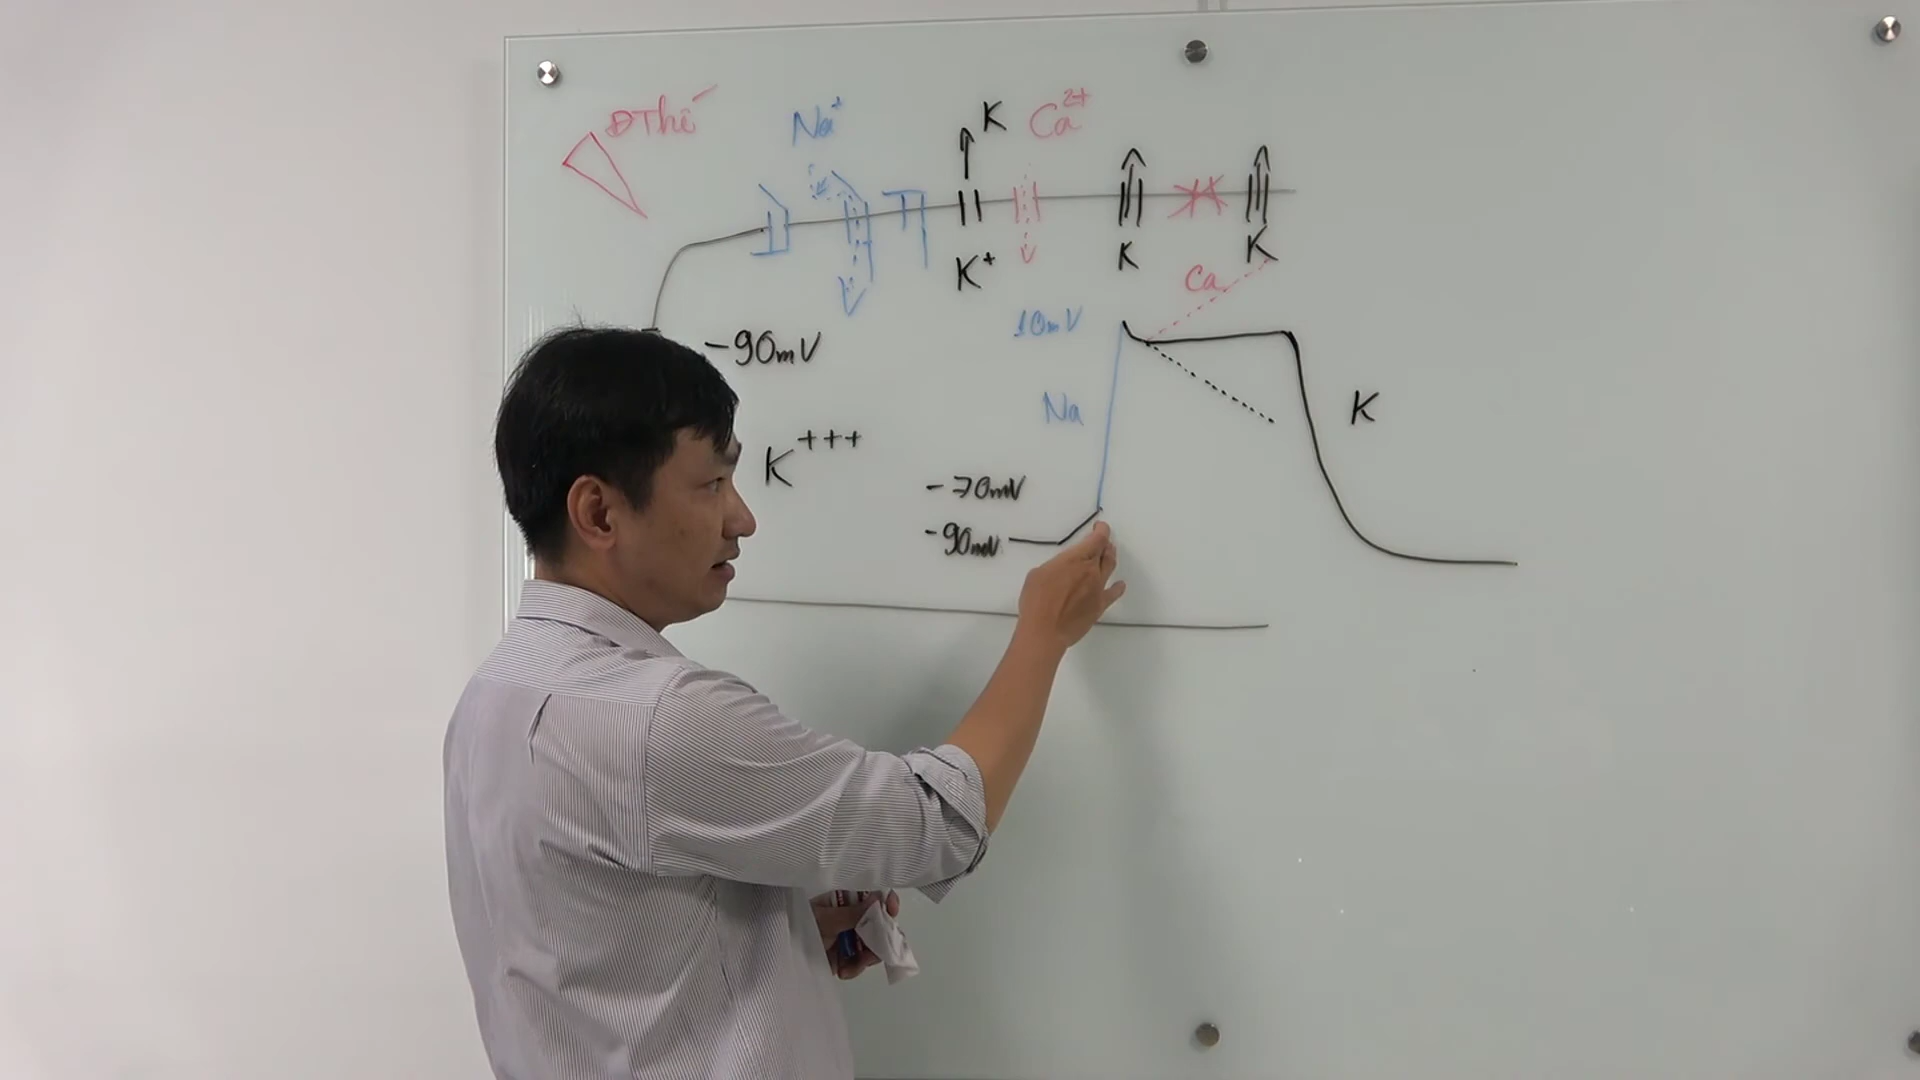 ĐThế
Na⁺
K
Ca²⁺
K⁺
K
K
Ca
10mV
-90mV
Na
K
K⁺⁺⁺
-70mV
-90mV